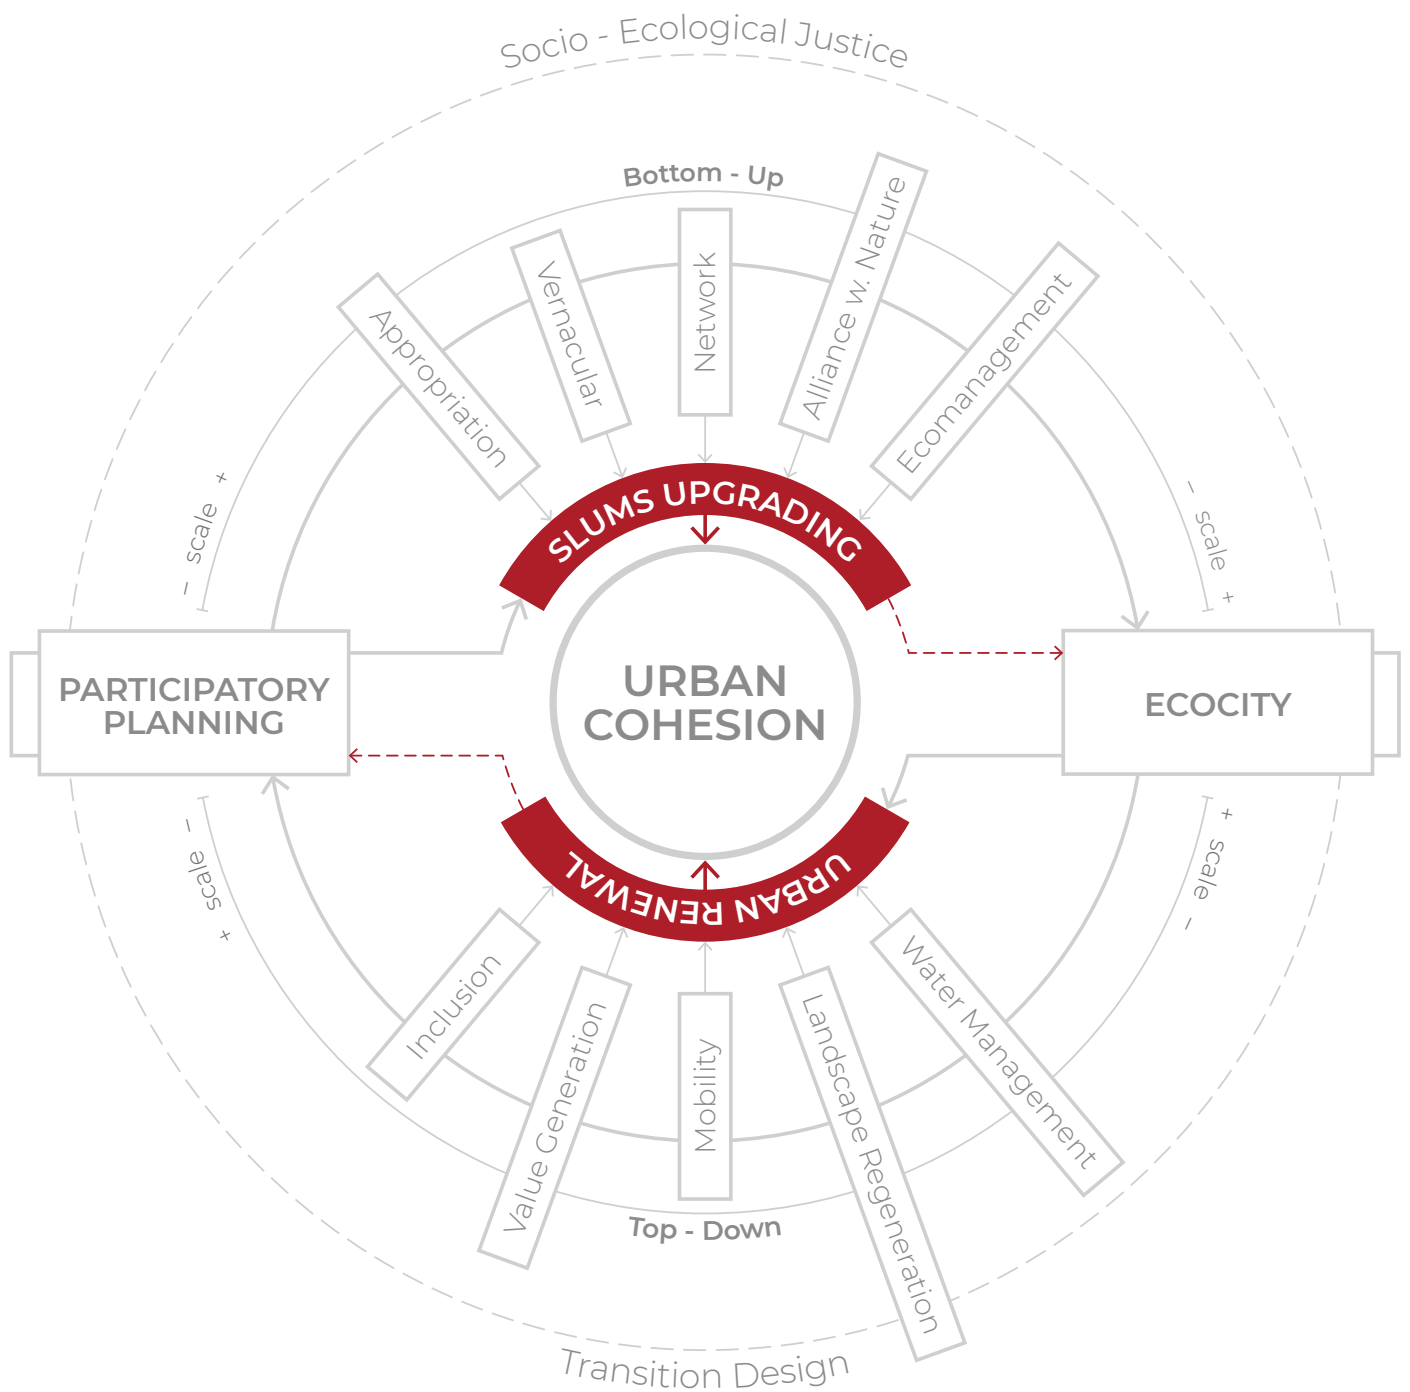 Socio - Ecological Justice
Bottom - Up
Appropriation
Vernacular
Network
Alliance w. Nature
Ecomanagement
− scale +
− scale +
SLUMS UPGRADING
PARTICIPATORY
PLANNING
URBAN
COHESION
ECOCITY
URBAN RENEWAL
− scale +
+ scale −
Inclusion
Value Generation
Mobility
Landscape Regeneration
Water Management
Top - Down
Transition Design